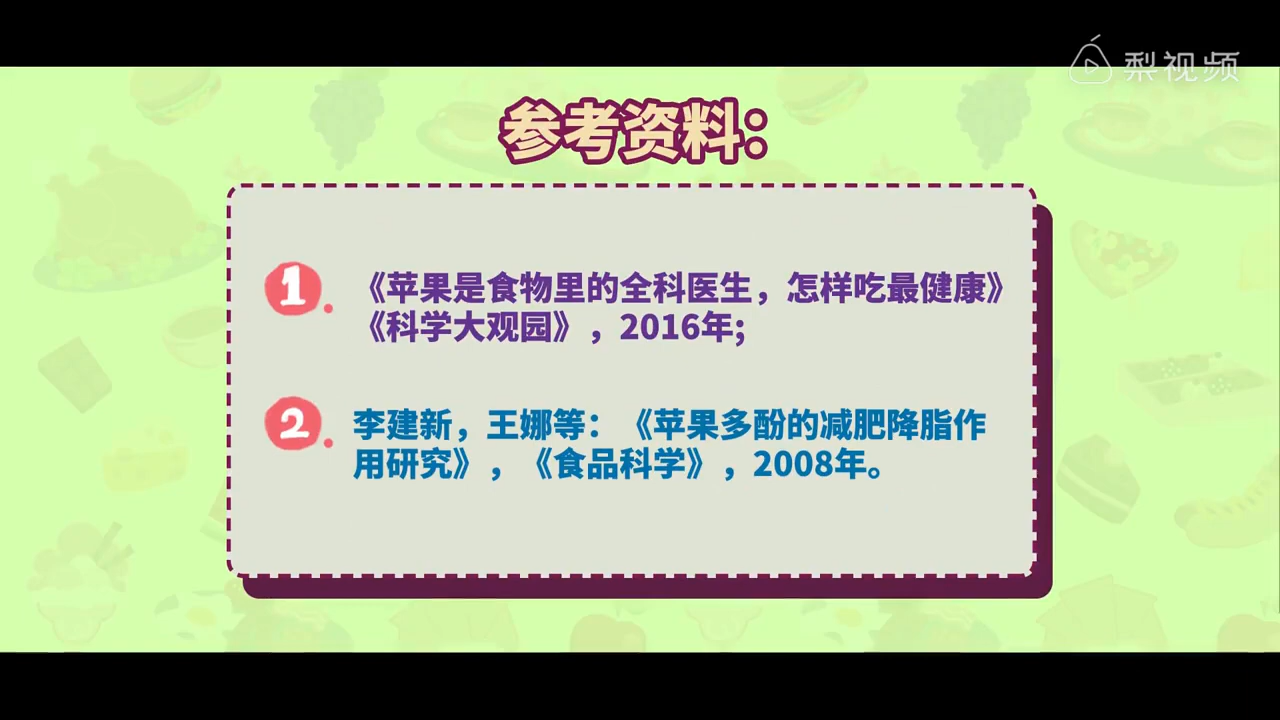 梨视频
参考资料：
1.
《苹果是食物里的全科医生，怎样吃最健康》
《科学大观园》，2016年;
2.
李建新，王娜等：《苹果多酚的减肥降脂作
用研究》，《食品科学》，2008年。